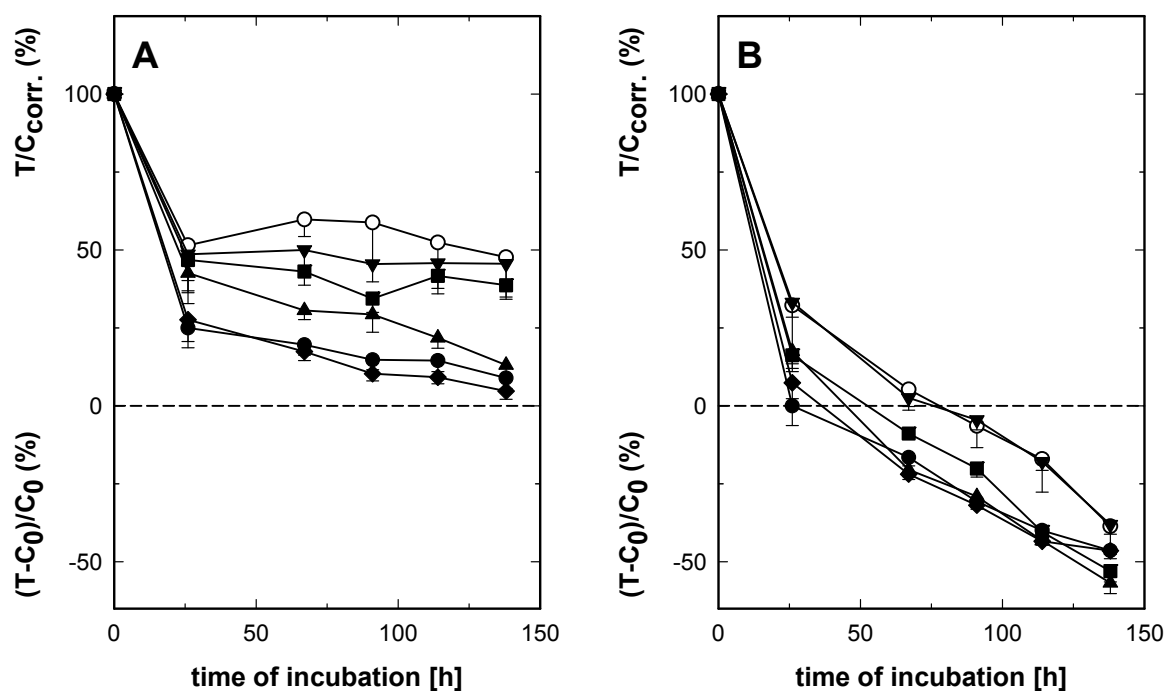 A
T/Ccorr. (%)
(T-C0)/C0 (%)
100
50
0
-50
0
50
100
150
time of incubation [h]
B
T/Ccorr. (%)
(T-C0)/C0 (%)
100
50
0
-50
0
50
100
150
time of incubation [h]